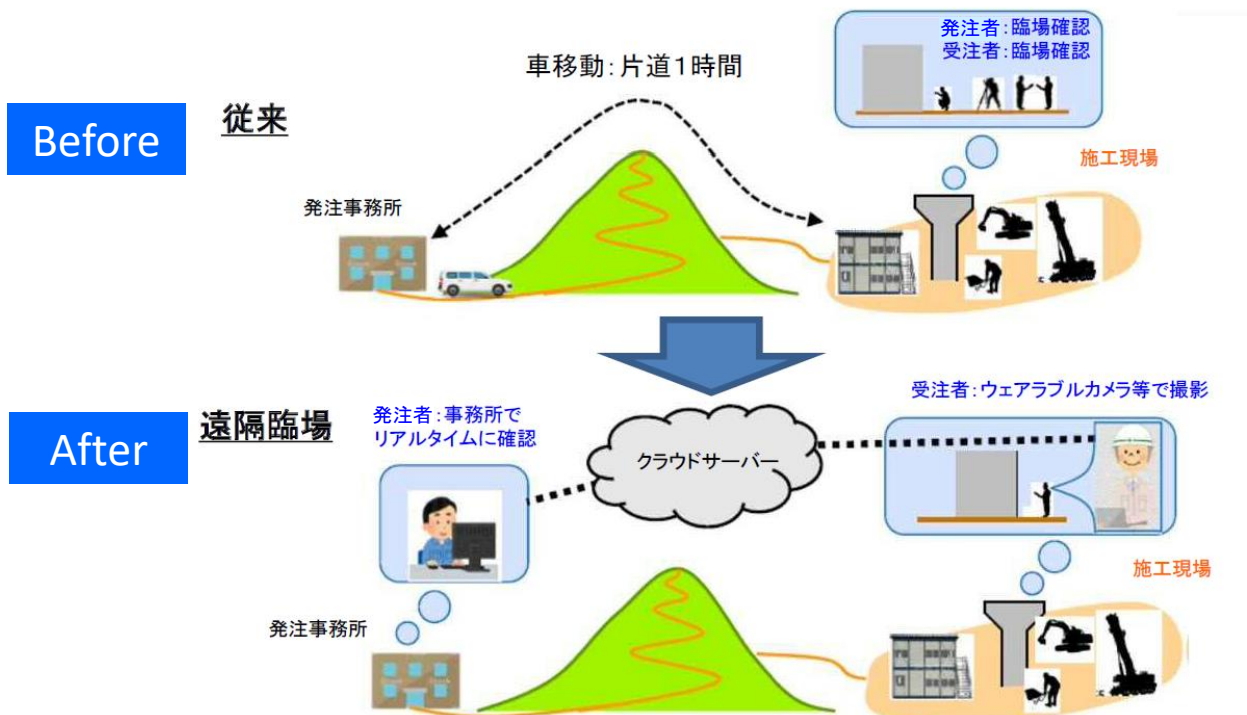 発注者：臨場確認
受注者：臨場確認
車移動：片道１時間
Before
従来
施工現場
発注事務所
受注者：ウェアラブルカメラ等で撮影
After
遠隔臨場
発注者：事務所で
リアルタイムに確認
クラウドサーバー
施工現場
発注事務所